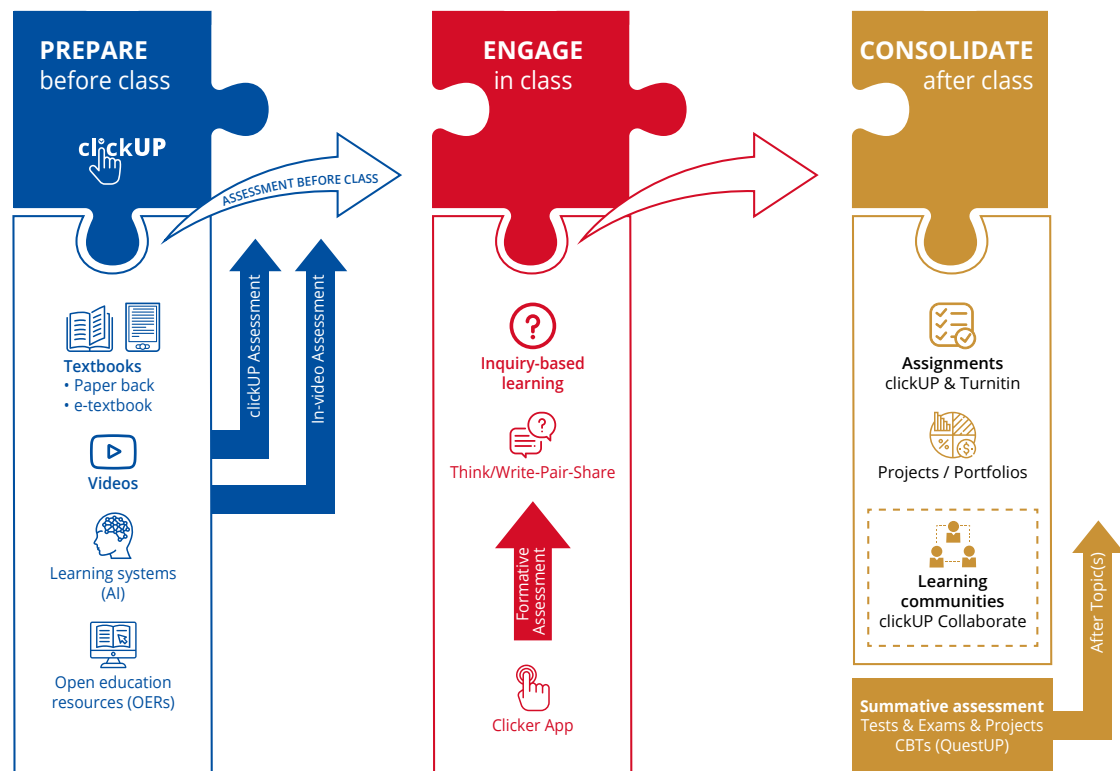 PREPARE
before class
clickUP
ASSESSMENT BEFORE CLASS
clickUP Assessment
In-video Assessment
Textbooks
• Paper back
• e-textbook
Videos
Learning systems
(AI)
Open education
resources (OERs)
ENGAGE
in class
?
Inquiry-based
learning
?
Think/Write-Pair-Share
Formative
Assessment
Clicker App
CONSOLIDATE
after class
Assignments
clickUP & Turnitin
%
$
Projects / Portfolios
Learning
communities
clickUP Collaborate
After Topic(s)
Summative assessment
Tests & Exams & Projects
CBTs (QuestUP)